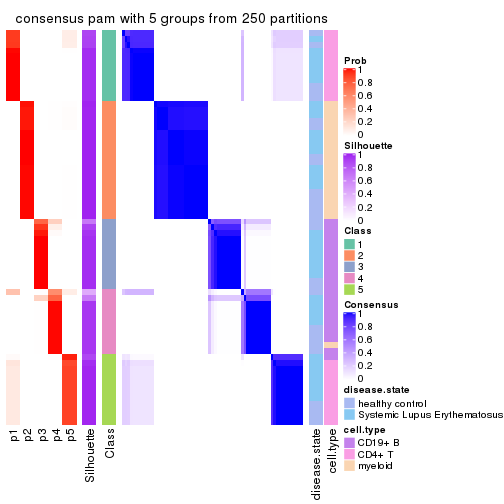 consensus pam with 5 groups from 250 partitions
Prob
1
0.8
0.6
0.4
0.2
0
Silhouette
1
0.8
0.6
0.4
0.2
0
Class
1
2
3
4
5
Consensus
1
0.8
0.6
0.4
0.2
0
disease.state
healthy control
Systemic Lupus Erythematosus
cell.type
CD19+ B
CD4+ T
myeloid
p1
p2
p3
p4
p5
Silhouette
Class
disease.state
cell.type